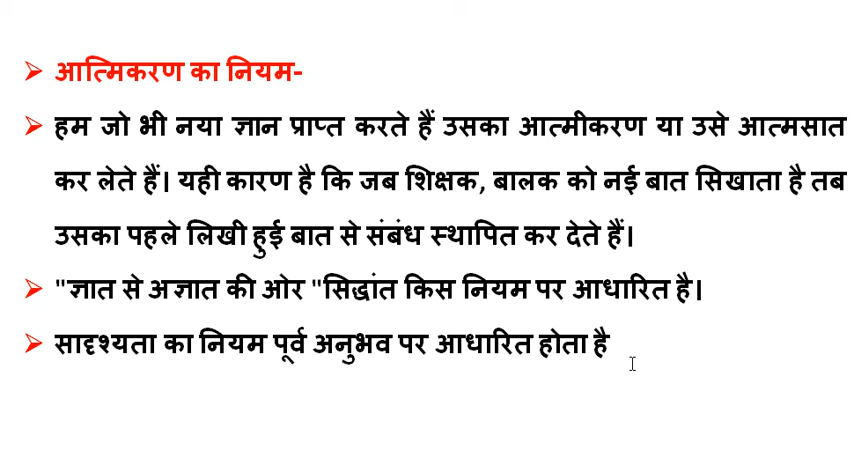 आत्मिकरण का नियम-
हम जो भी नया ज्ञान प्राप्त करते हैं उसका आत्मीकरण या उसे आत्मसात
कर लेते हैं। यही कारण है कि जब शिक्षक, बालक को नई बात सिखाता है तब
उसका पहले लिखी हुई बात से संबंध स्थापित कर देते हैं।
"ज्ञात से अज्ञात की ओर "सिद्धांत किस नियम पर आधारित है।
सादृश्यता का नियम पूर्व अनुभव पर आधारित होता है